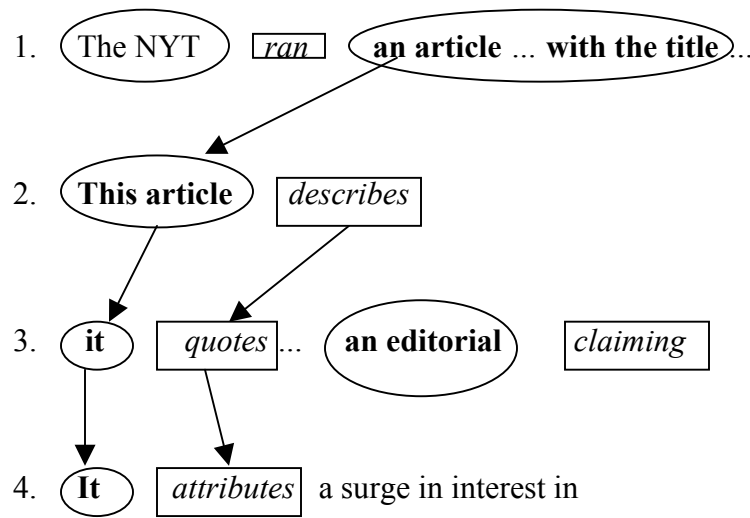 1. The NYT ran an article ... with the title ...
2. This article describes
3. it quotes ... an editorial claiming
4. It attributes a surge in interest in